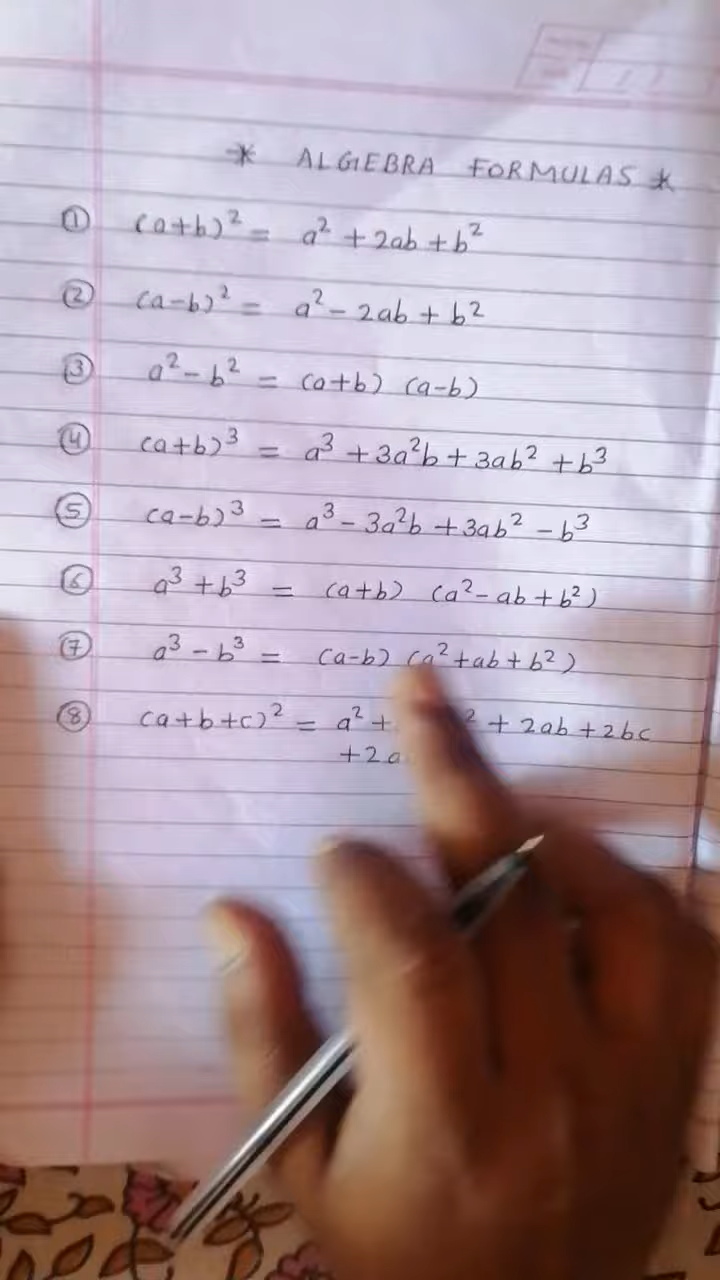 * ALGEBRA FORMULAS *
① (a+b)² = a² + 2ab + b²
② (a-b)² = a² - 2ab + b²
③ a² - b² = (a+b) (a-b)
④ (a+b)³ = a³ + 3a²b + 3ab² + b³
⑤ (a-b)³ = a³ - 3a²b + 3ab² - b³
⑥ a³ + b³ = (a+b) (a² - ab + b²)
⑦ a³ - b³ = (a-b) (a² + ab + b²)
⑧ (a+b+c)² = a² + ² + 2ab + 2bc
+2a